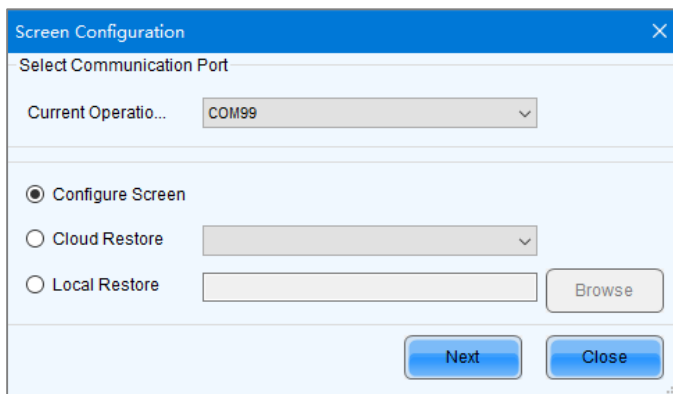 Screen Configuration
Select Communication Port
Current Operatio... COM99
Configure Screen
Cloud Restore
Local Restore Browse
Next Close